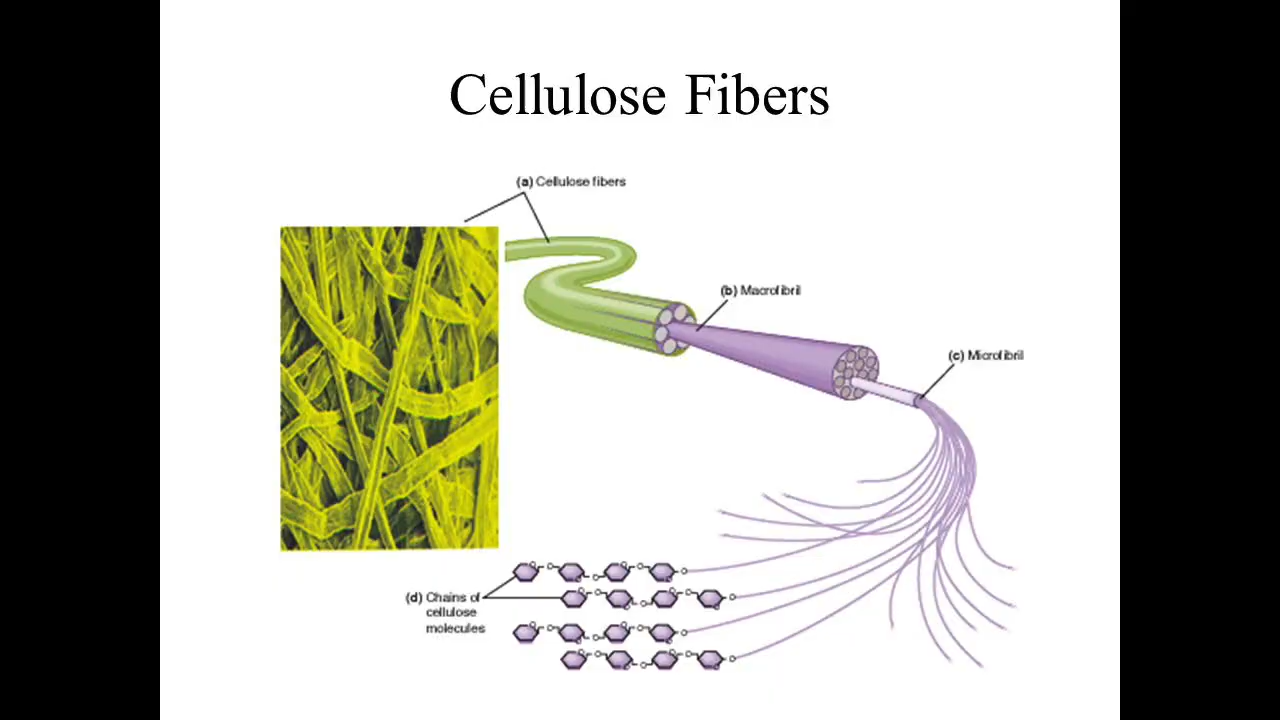 Cellulose Fibers
(a) Cellulose fibers
(b) Macrofibril
(c) Microfibril
(d) Chains of
cellulose
molecules